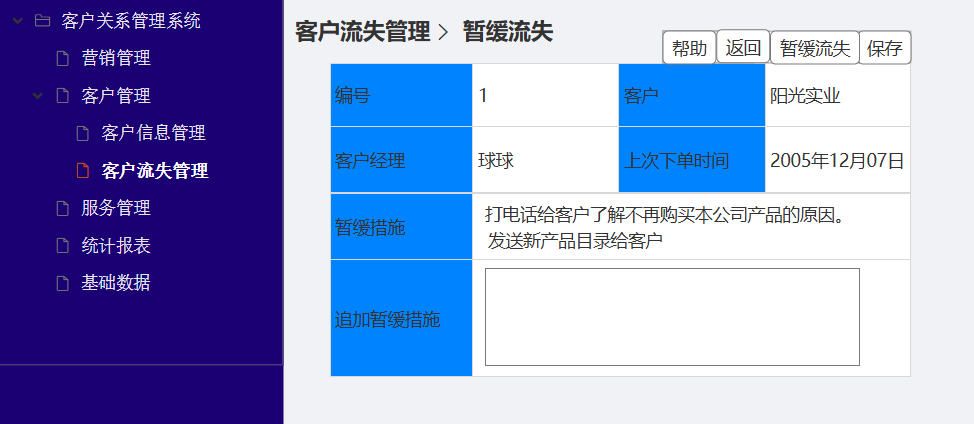 客户关系管理系统
营销管理
客户管理
客户信息管理
客户流失管理
服务管理
统计报表
基础数据
客户流失管理 > 暂缓流失
帮助 返回 暂缓流失 保存
编号 1 客户 阳光实业
客户经理 球球 上次下单时间 2005年12月07日
暂缓措施 打电话给客户了解不再购买本公司产品的原因。
发送新产品目录给客户
追加暂缓措施